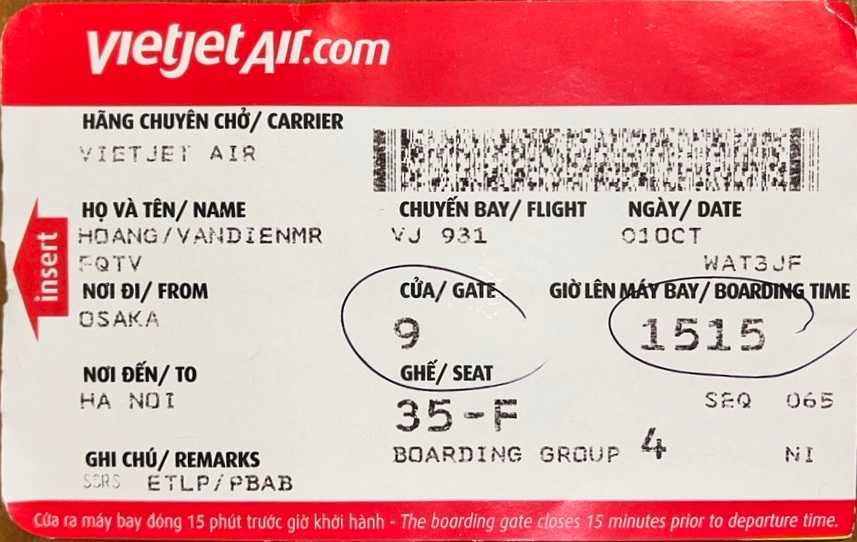 vietjetAir.com
HÃNG CHUYÊN CHỞ/ CARRIER
VIETJET AIR
HỌ VÀ TÊN/ NAME
CHUYẾN BAY/ FLIGHT
NGÀY/ DATE
HOANG/VANDIENMR
VJ 931
01OCT
FQTV
WAT3JF
insert
NƠI ĐI/ FROM
CỬA/ GATE
GIỜ LÊN MÁY BAY/ BOARDING TIME
OSAKA
9
1515
NƠI ĐẾN/ TO
GHẾ/ SEAT
HA NOI
35-F
SEQ 065
GHI CHÚ/ REMARKS
BOARDING GROUP 4
NI
SSRS ETLP/PBAB
Cửa ra máy bay đóng 15 phút trước giờ khởi hành - The boarding gate closes 15 minutes prior to departure time.